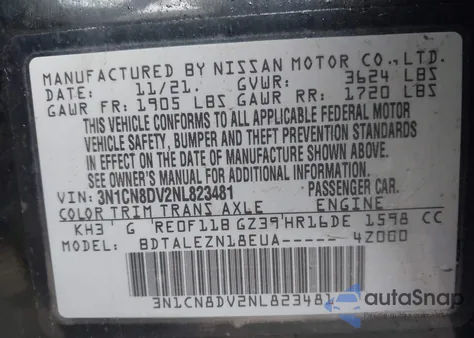 MANUFACTURED BY NISSAN MOTOR CO., LTD.
DATE: 11/21. GVWR: 3624 LBS
GAWR FR: 1905 LBS GAWR RR: 1720 LBS
THIS VEHICLE CONFORMS TO ALL APPLICABLE FEDERAL MOTOR
VEHICLE SAFETY, BUMPER AND THEFT PREVENTION STANDARDS
IN EFFECT ON THE DATE OF MANUFACTURE SHOWN ABOVE.
SEE OWNER'S MANUAL FOR ADDITIONAL INFORMATION
VIN: 3N1CN8DV2NL823481 PASSENGER CAR.
COLOR TRIM TRANS AXLE ENGINE
KH3 G RE0F11B GZ39 HR16DE 1598 CC
MODEL: BDTALEZN18EUA----- 4Z000
3N1CN8DV2NL823481
autoSnap